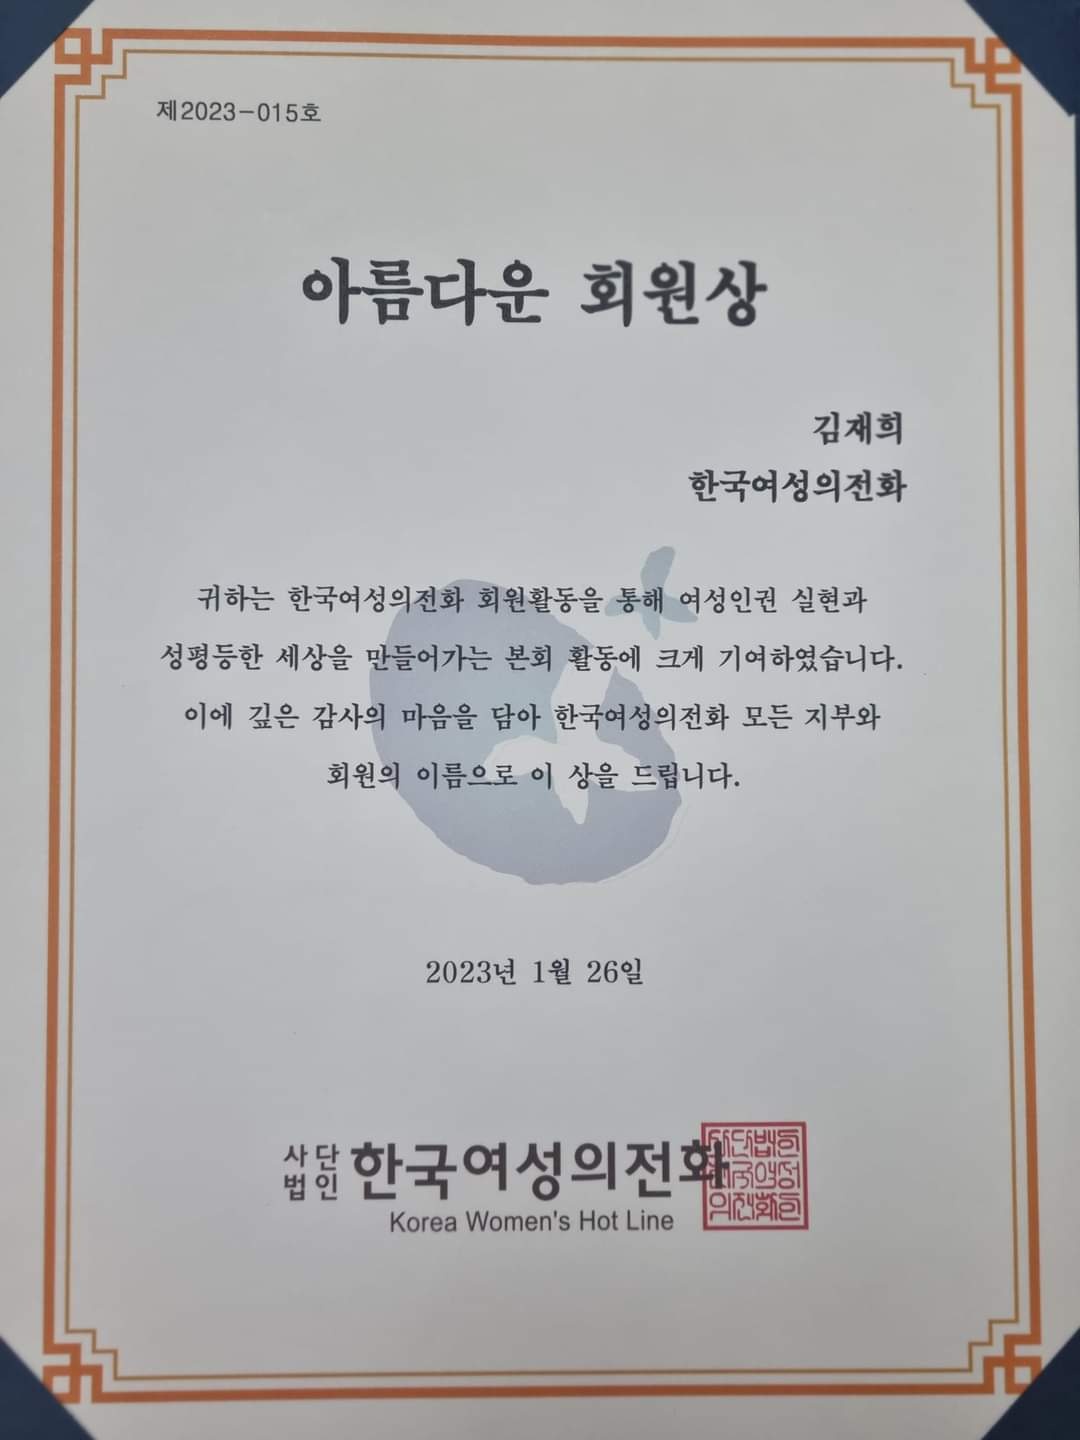 제2023-015호
아름다운 회원상
김재희
한국여성의전화
귀하는 한국여성의전화 회원활동을 통해 여성인권 실현과
성평등한 세상을 만들어가는 본회 활동에 크게 기여하였습니다.
이에 깊은 감사의 마음을 담아 한국여성의전화 모든 지부와
회원의 이름으로 이 상을 드립니다.
2023년 1월 26일
사단법인 한국여성의전화
Korea Women's Hot Line